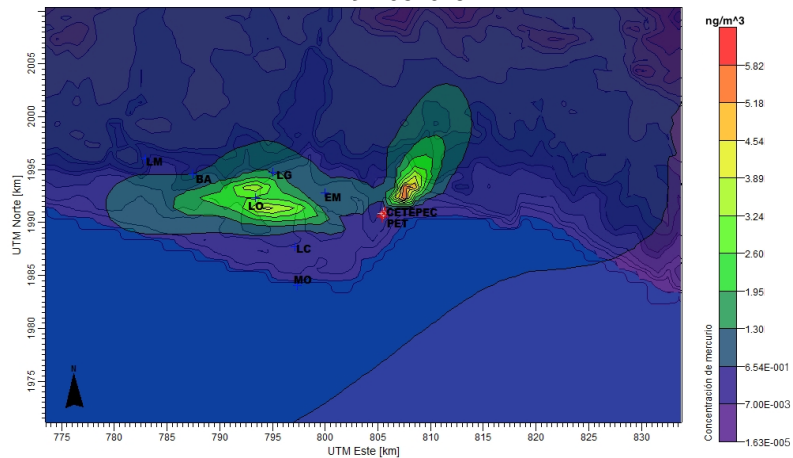 ng/m^3
5.82
5.18
4.54
3.89
3.24
2.60
1.95
1.30
6.54E-001
7.00E-003
1.63E-005
Concentración de mercurio
UTM Norte [km]
2005
2000
1995
1990
1985
1980
1975
LM
BA
LG
EM
LO
CETEPEC
PET
LC
MO
N
775
780
785
790
795
800
805
810
815
820
825
830
UTM Este [km]